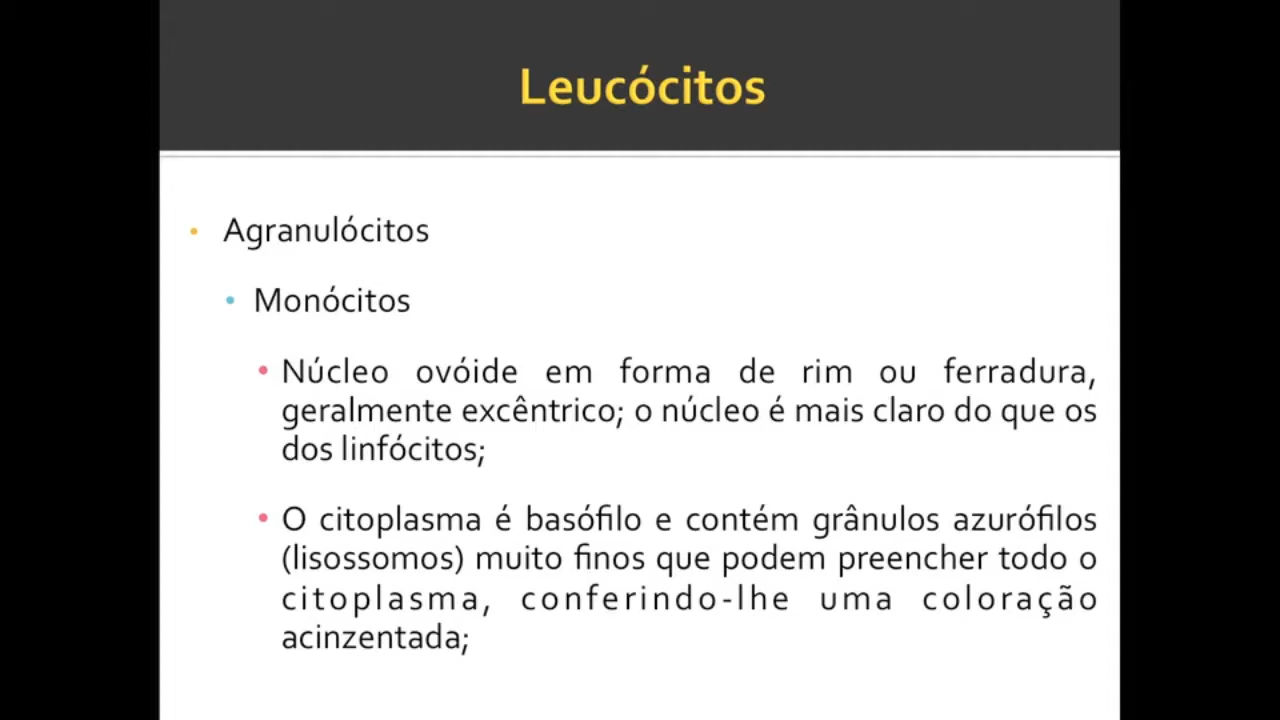 Leucócitos
• Agranulócitos
• Monócitos
• Núcleo ovóide em forma de rim ou ferradura,
geralmente excêntrico; o núcleo é mais claro do que os
dos linfócitos;
• O citoplasma é basófilo e contém grânulos azurófilos
(lisossomos) muito finos que podem preencher todo o
citoplasma, conferindo-lhe uma coloração
acinzentada;